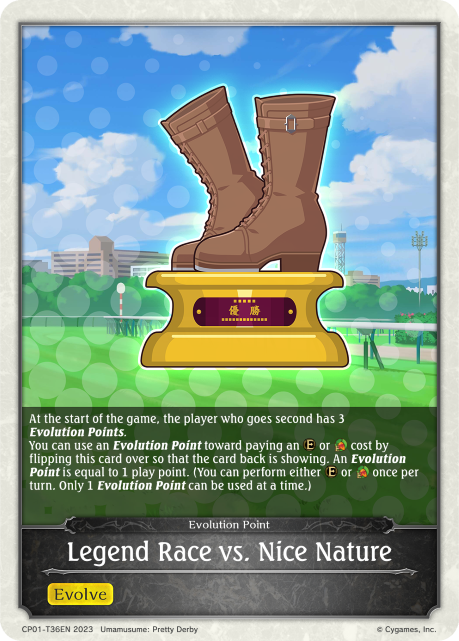 優勝
At the start of the game, the player who goes second has 3
Evolution Points.
You can use an Evolution Point toward paying an E or cost by
flipping this card over so that the card back is showing. An Evolution
Point is equal to 1 play point. (You can perform either E or once per
turn. Only 1 Evolution Point can be used at a time.)
Evolution Point
Legend Race vs. Nice Nature
Evolve
CP01-T36EN 2023 Umamusume: Pretty Derby © Cygames, Inc.